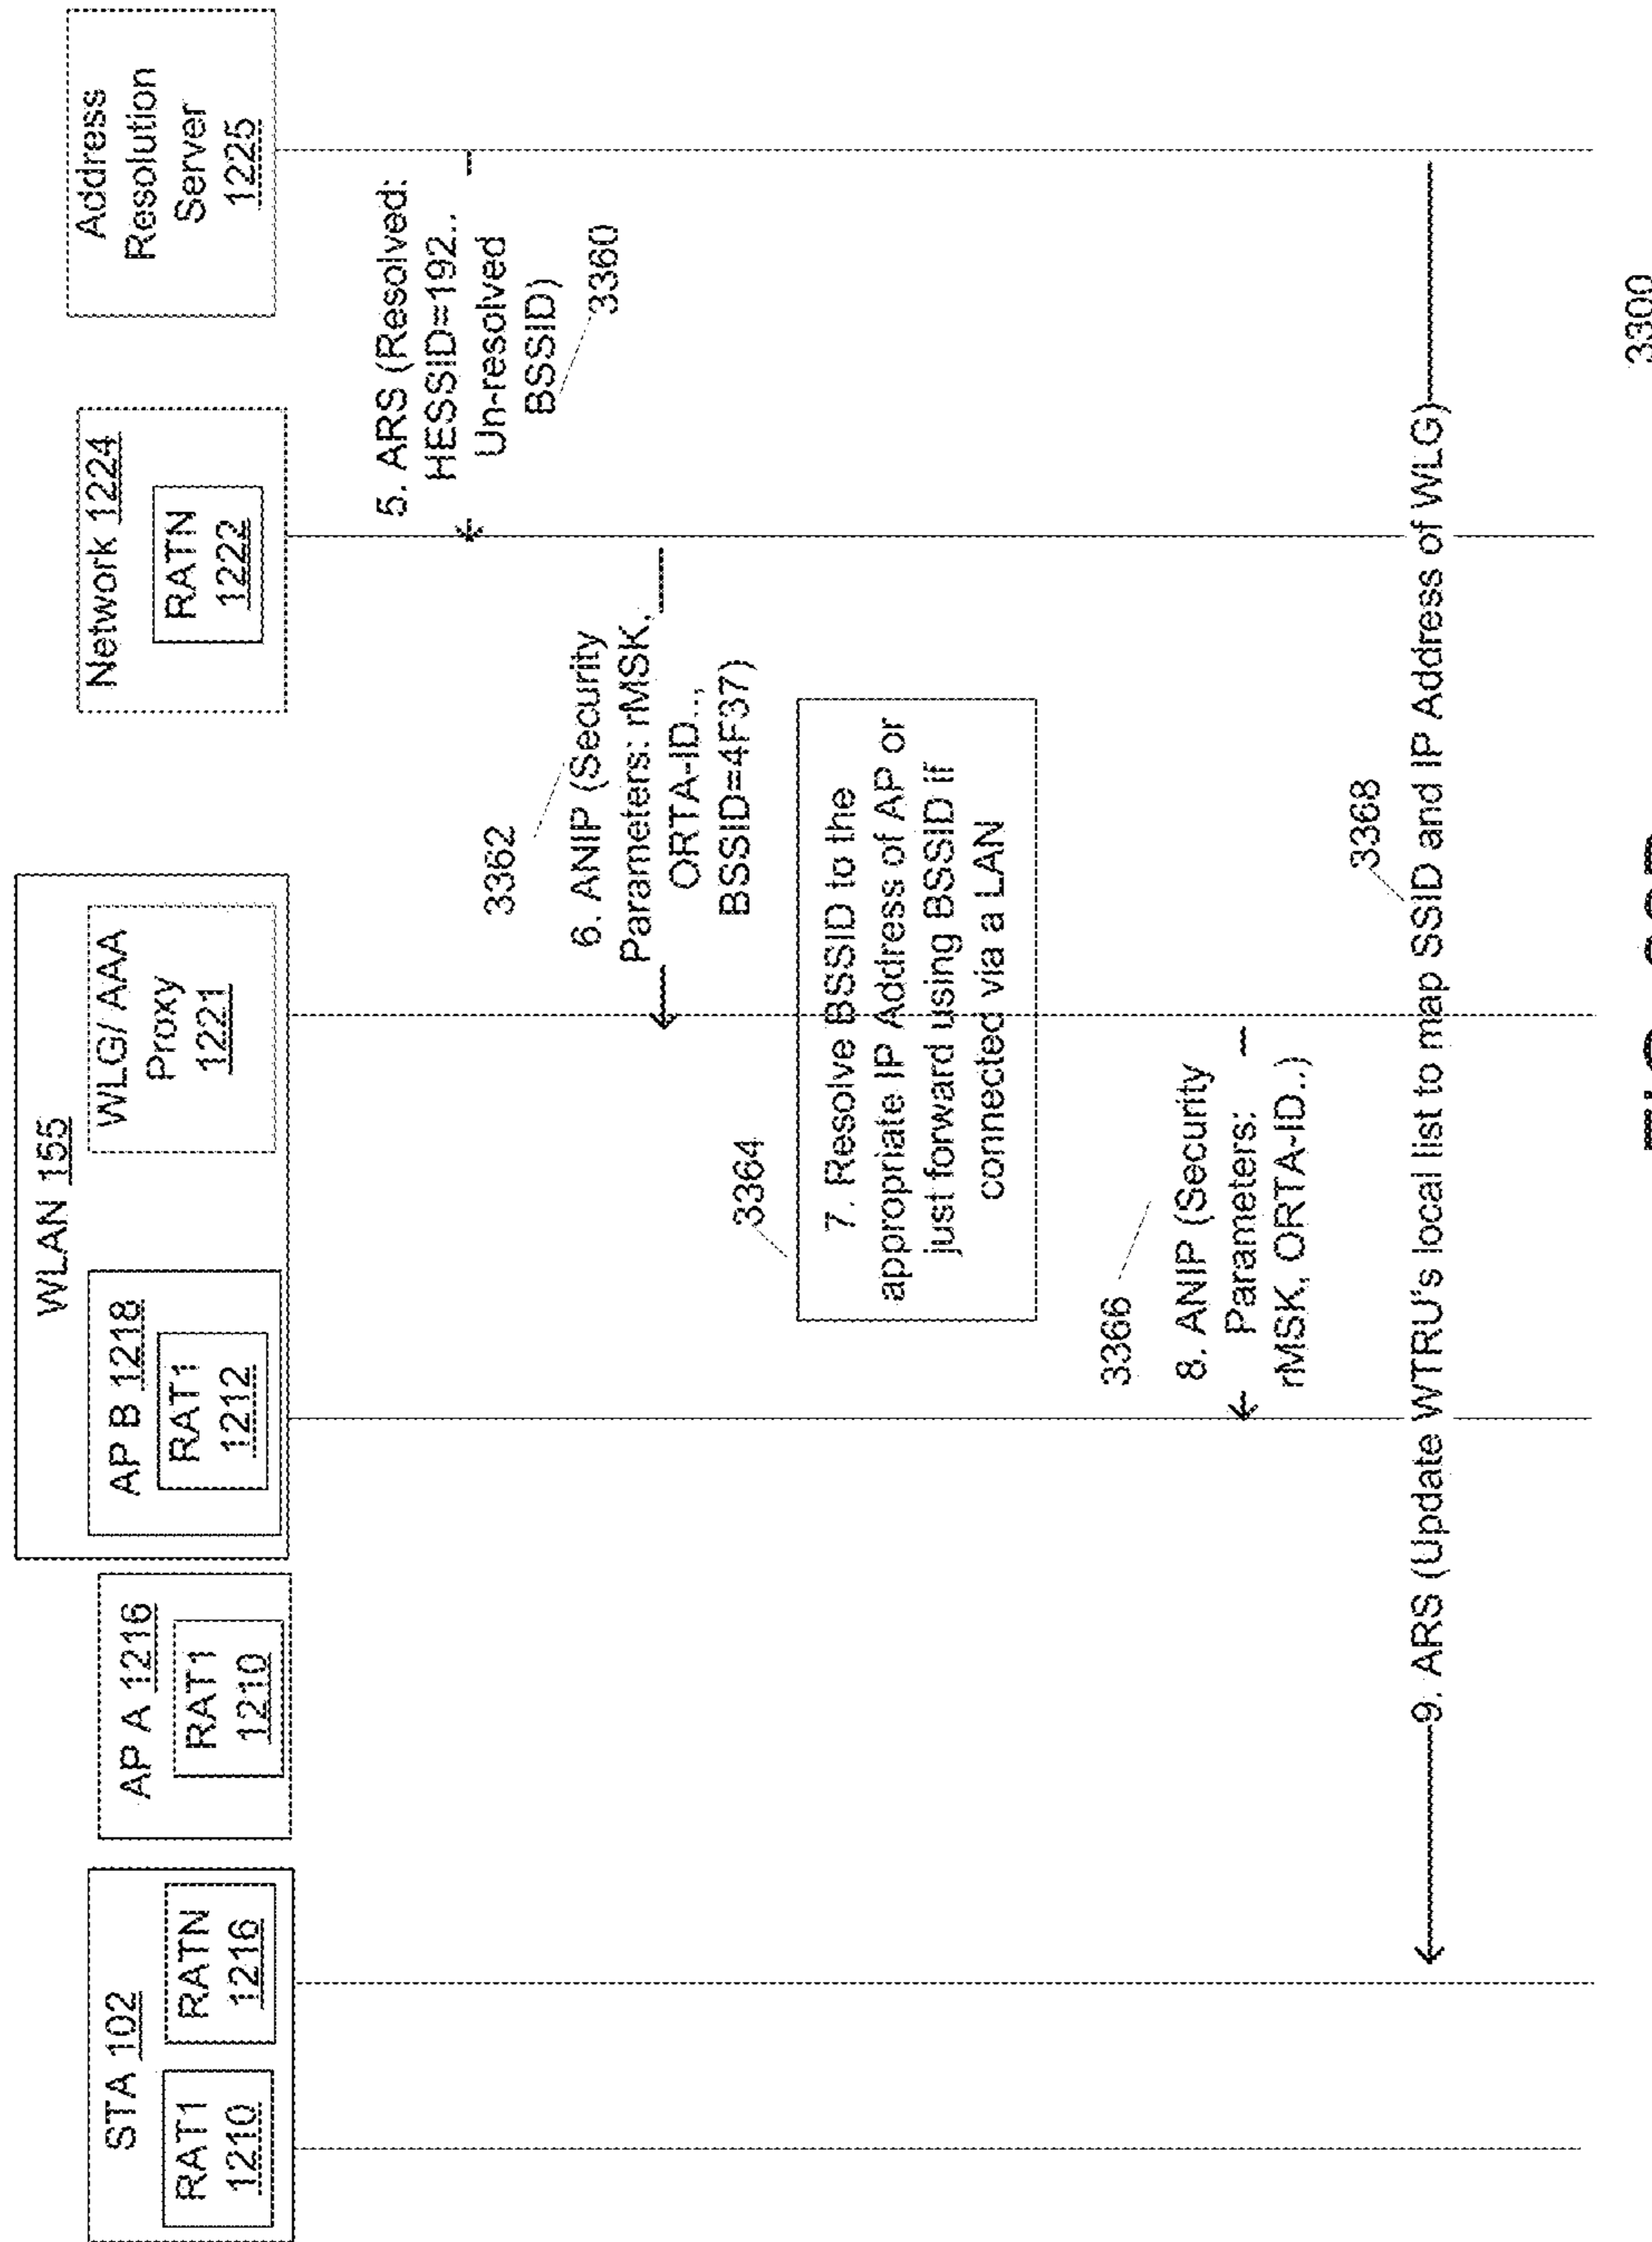 STA 102
RAT1
1210
RATN
1216
AP A 1216
RAT1
1210
WLAN 155
AP B 1218
RAT1
1212
WLG/ AAA
Proxy
1221
Network 1224
RATN
1222
Address
Resolution
Server
1225
5. ARS (Resolved:
HESSID=192..
Un-resolved
BSSID)
3360
3362
6. ANIP (Security
Parameters: rMSK,
ORTA-ID..,
BSSID=4F37)
3364
7. Resolve BSSID to the
appropriate IP Address of AP or
just forward using BSSID if
connected via a LAN
3366
8. ANIP (Security
Parameters:
rMSK, ORTA-ID..)
3368
9. ARS (Update WTRU's local list to map SSID and IP Address of WLG)
3300